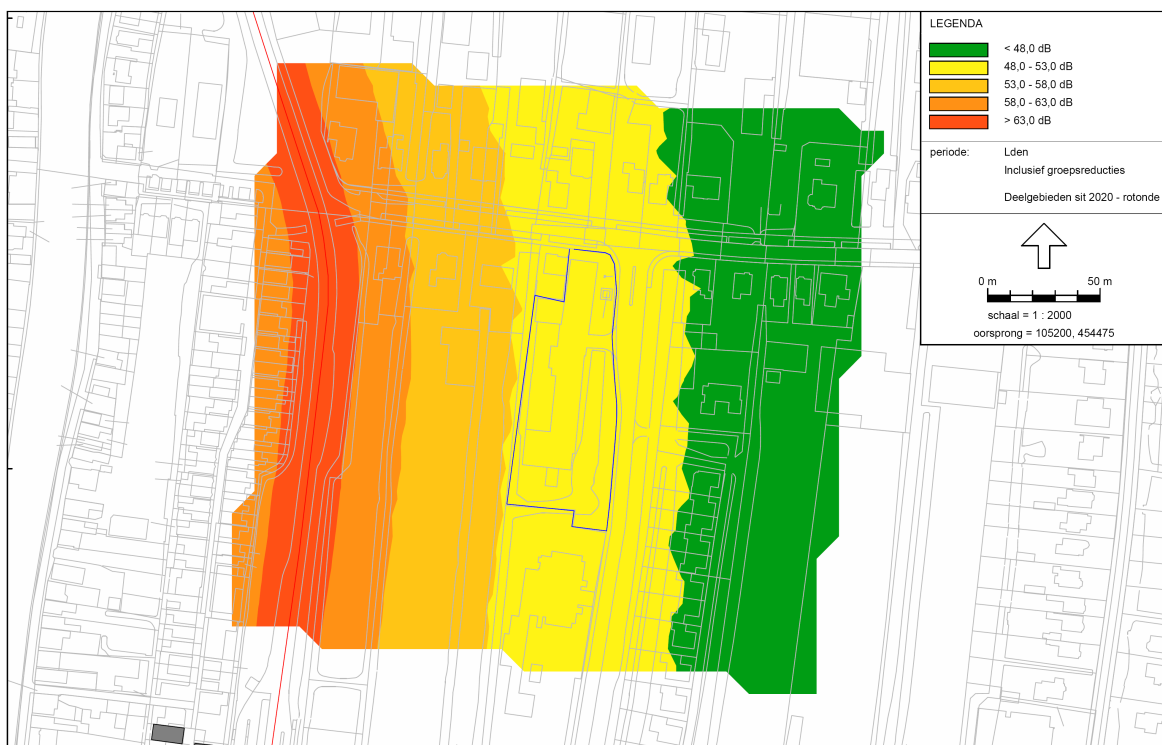 LEGENDA
< 48,0 dB
48,0 - 53,0 dB
53,0 - 58,0 dB
58,0 - 63,0 dB
> 63,0 dB
periode: Lden
Inclusief groepsreducties
Deelgebieden sit 2020 - rotonde
0 m 50 m
schaal = 1 : 2000
oorsprong = 105200, 454475